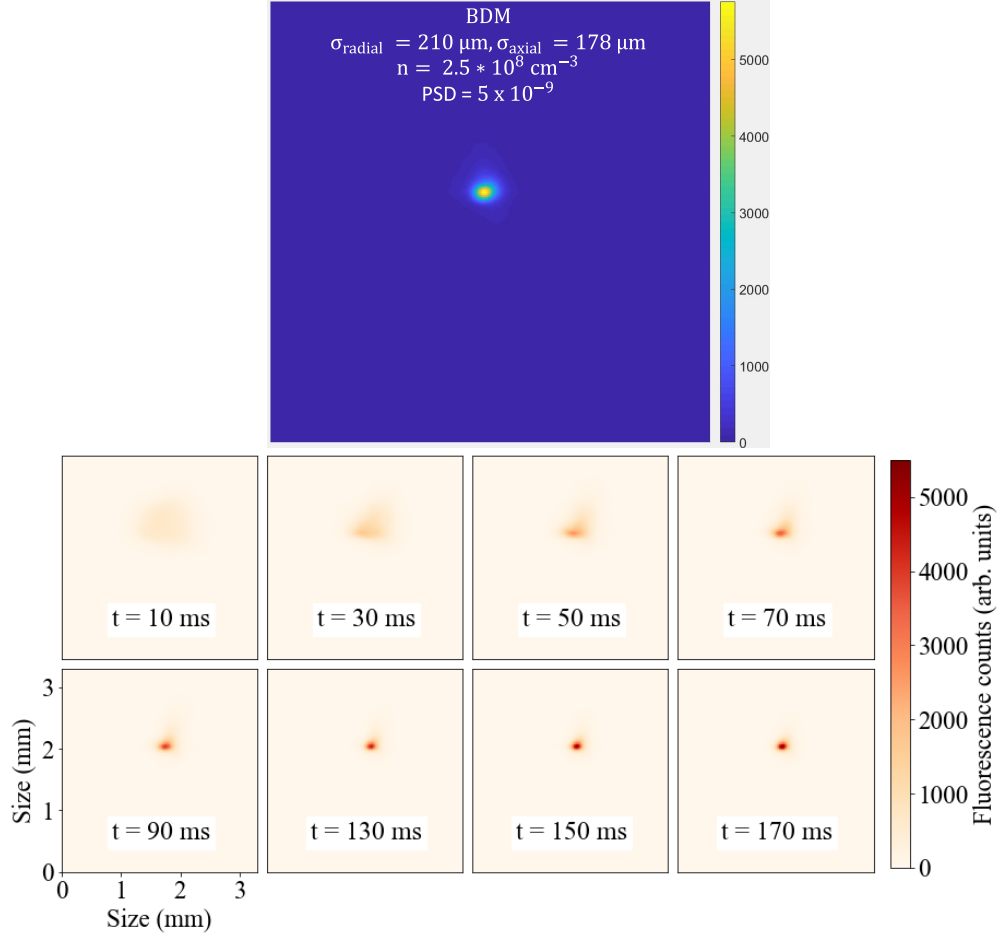 BDM
σradial = 210 μm, σaxial = 178 μm
n = 2.5 * 10⁸ cm⁻³
PSD = 5 x 10⁻⁹
5000
4000
3000
2000
1000
0
t = 10 ms
t = 30 ms
t = 50 ms
t = 70 ms
t = 90 ms
t = 130 ms
t = 150 ms
t = 170 ms
3
2
1
0
Size (mm)
0 1 2 3
Size (mm)
5000
4000
3000
2000
1000
0
Fluorescence counts (arb. units)